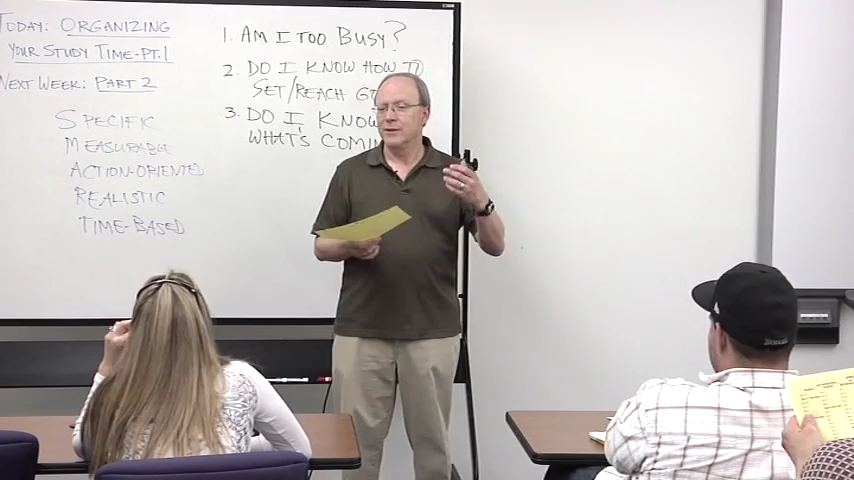 TODAY: ORGANIZING
YOUR STUDY TIME-PT.1
NEXT WEEK: PART 2
SPECIFIC
MEASURABLE
ACTION-ORIENTED
REALISTIC
TIME-BASED
1. AM I TOO BUSY?
2. DO I KNOW HOW TO
SET/REACH
3. DO I KNOW
WHAT'S